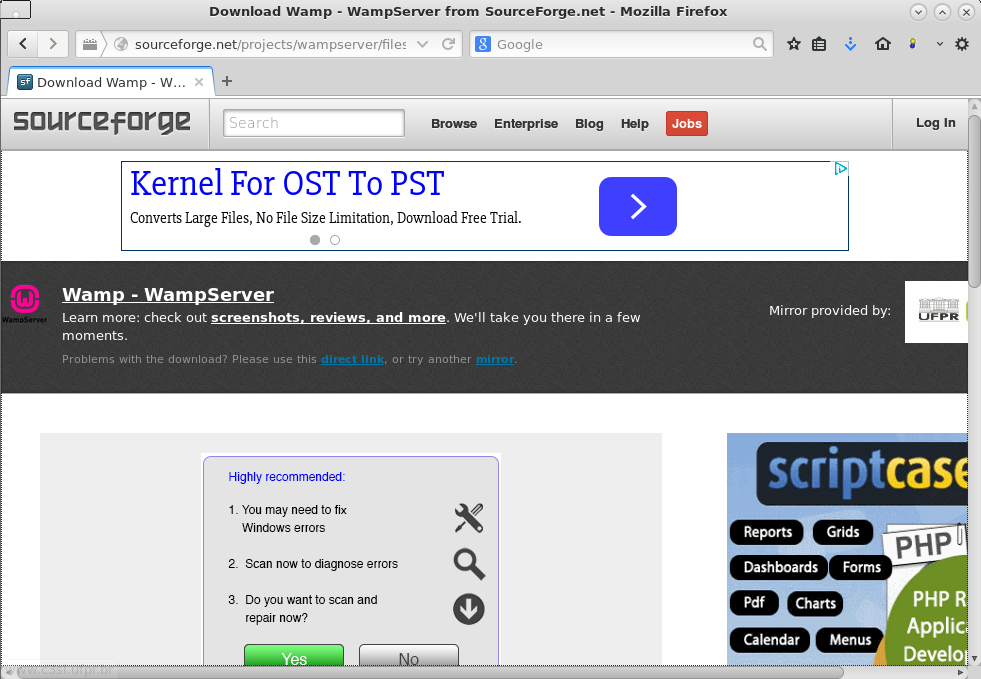 Download Wamp - WampServer from SourceForge.net - Mozilla Firefox
sourceforge.net/projects/wampserver/files
Google
Download Wamp - W...
sourceforge
Search
Browse
Enterprise
Blog
Help
Jobs
Log In
Kernel For OST To PST
Converts Large Files, No File Size Limitation, Download Free Trial.
Wamp - WampServer
WampServer
Learn more: check out screenshots, reviews, and more. We'll take you there in a few
moments.
Problems with the download? Please use this direct link, or try another mirror.
Mirror provided by:
UFPR
Highly recommended:
1. You may need to fix
Windows errors
2. Scan now to diagnose errors
3. Do you want to scan and
repair now?
Yes
No
scriptcase
Reports
Grids
Dashboards
Forms
Pdf
Charts
Calendar
Menus
PHP
PHP R
Applic
Develo
www.c3sl.ufpr.br